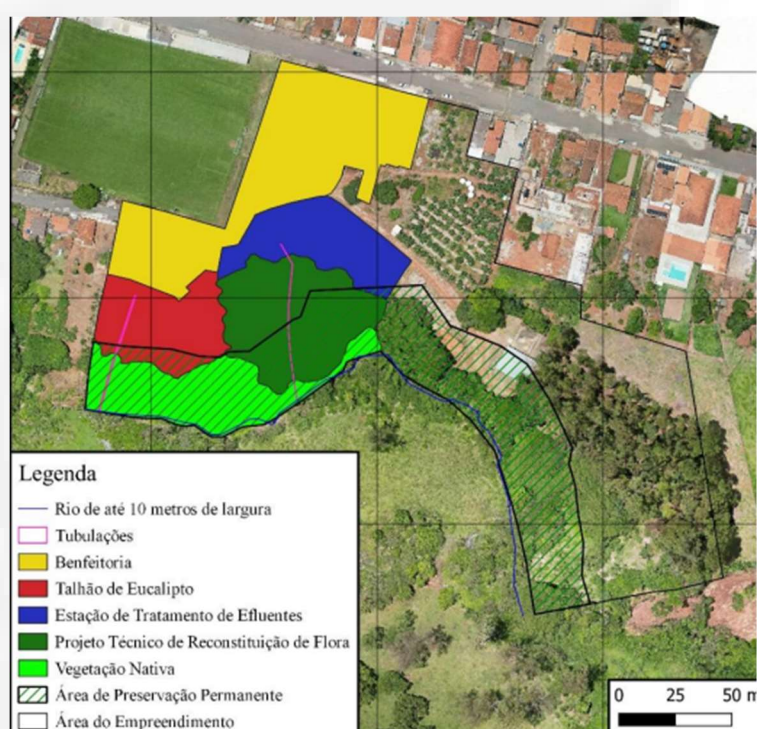 Legenda
Rio de até 10 metros de largura
Tubulações
Benfeitoria
Talhão de Eucalipto
Estação de Tratamento de Efluentes
Projeto Técnico de Reconstituição de Flora
Vegetação Nativa
Área de Preservação Permanente
Área do Empreendimento
0 25 50 m